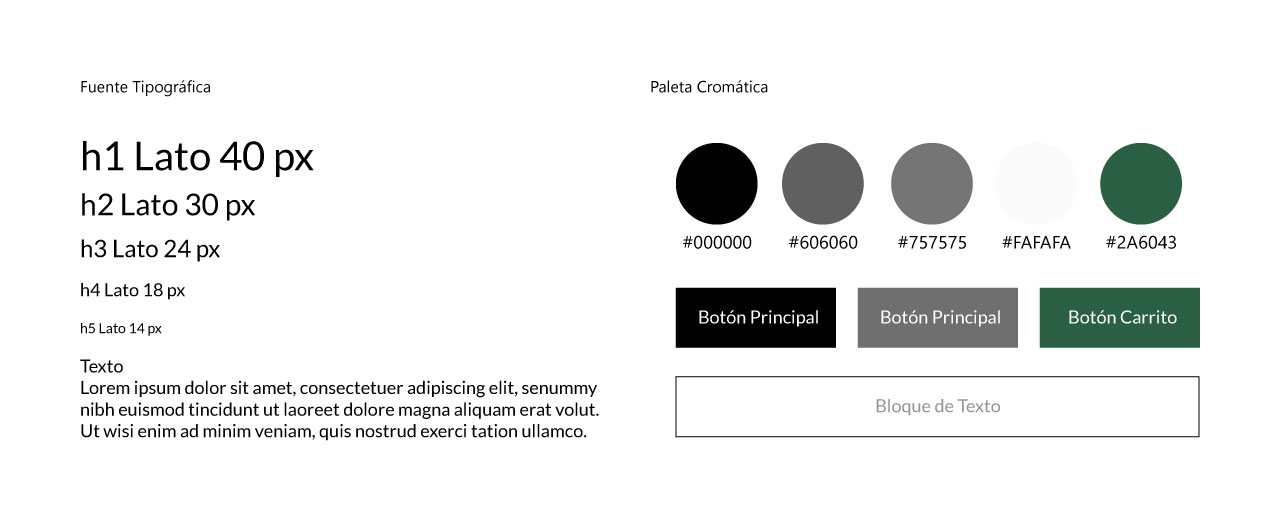 Fuente Tipográfica
h1 Lato 40 px
h2 Lato 30 px
h3 Lato 24 px
h4 Lato 18 px
h5 Lato 14 px
Texto
Lorem ipsum dolor sit amet, consectetuer adipiscing elit, senummy
nibh euismod tincidunt ut laoreet dolore magna aliquam erat volut.
Ut wisi enim ad minim veniam, quis nostrud exerci tation ullamco.
Paleta Cromática
#000000 #606060 #757575 #FAFAFA #2A6043
Botón Principal Botón Principal Botón Carrito
Bloque de Texto